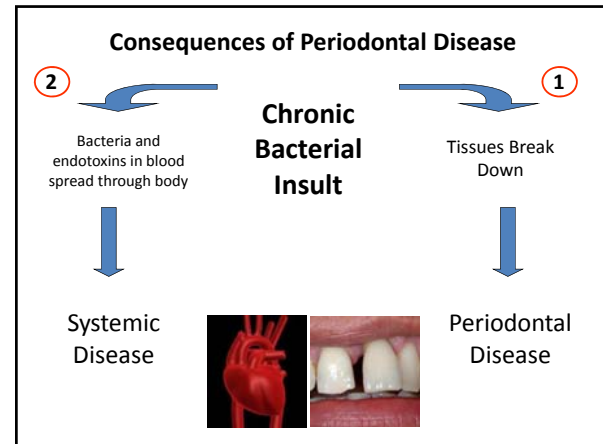 Consequences of Periodontal Disease
2
1
Chronic
Bacterial
Insult
Bacteria and
endotoxins in blood
spread through body
Tissues Break
Down
Systemic
Disease
Periodontal
Disease